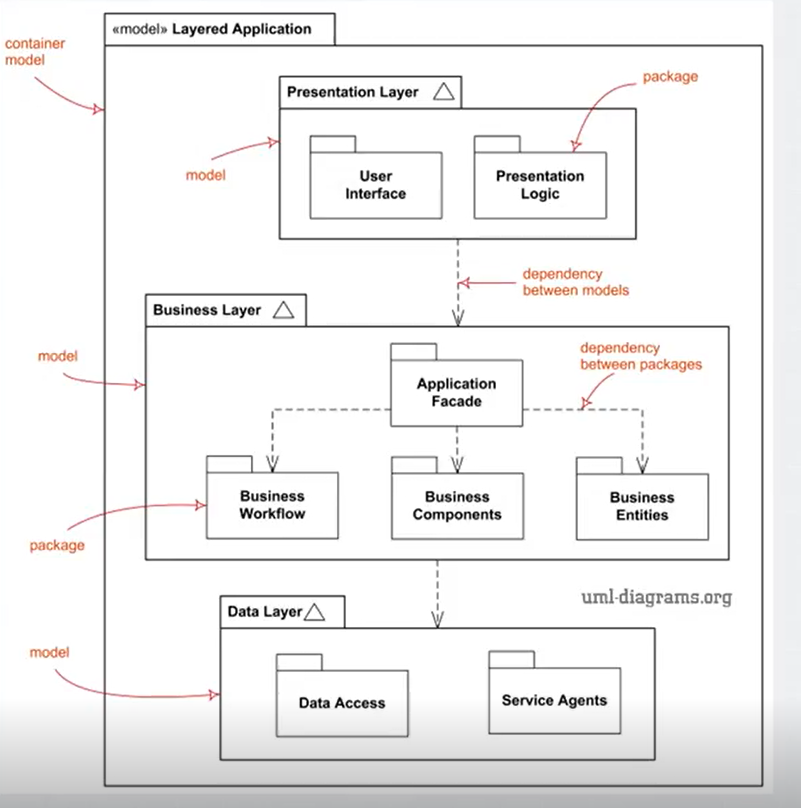 «model» Layered Application
container
model
Presentation Layer
package
model
User
Interface
Presentation
Logic
dependency
between models
Business Layer
model
dependency
between packages
Application
Facade
Business
Workflow
Business
Components
Business
Entities
package
uml-diagrams.org
Data Layer
model
Data Access
Service Agents